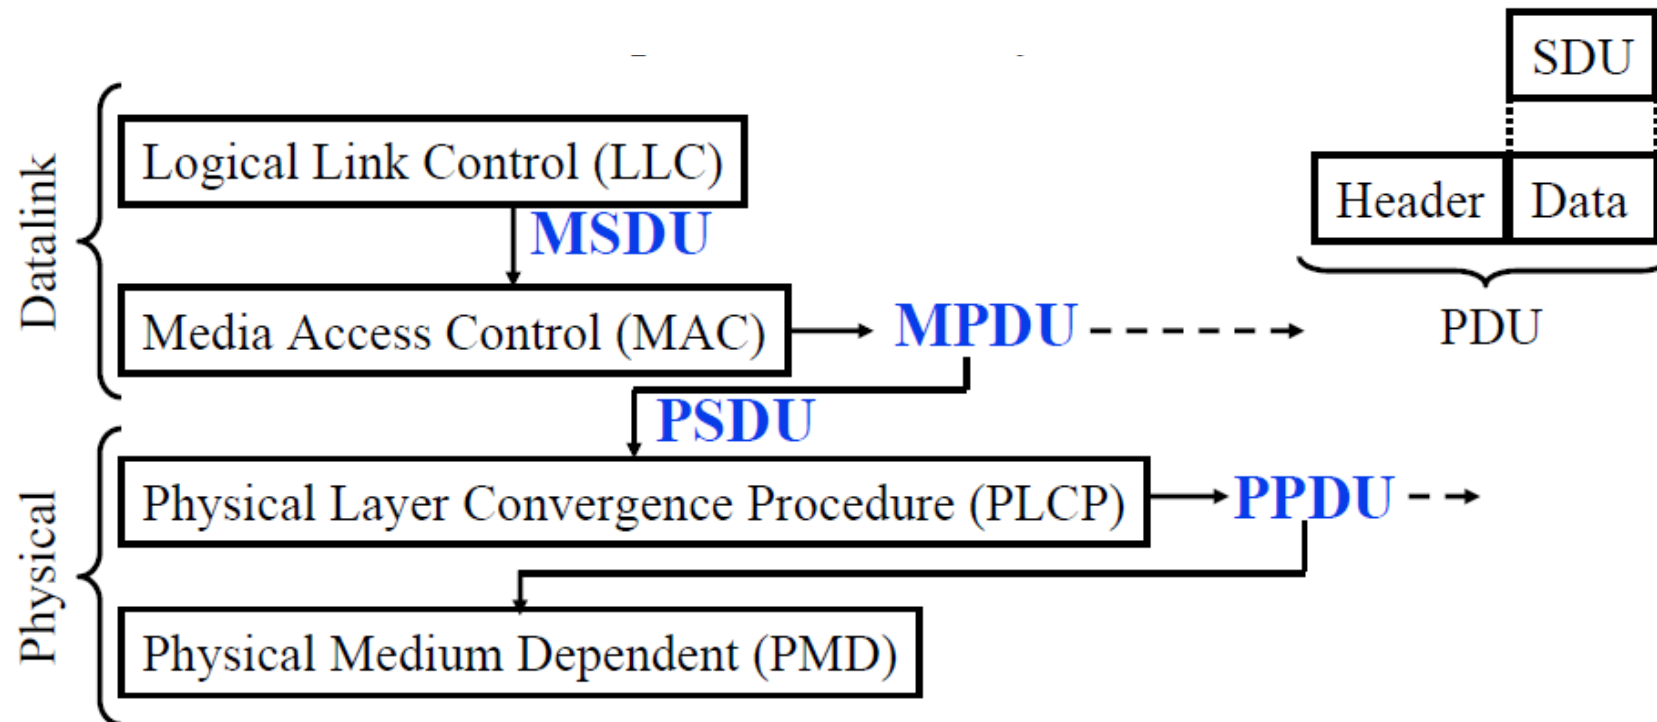 SDU
Datalink
Logical Link Control (LLC)
Header
Data
MSDU
Media Access Control (MAC)
MPDU
PDU
PSDU
Physical
Physical Layer Convergence Procedure (PLCP)
PPDU
Physical Medium Dependent (PMD)